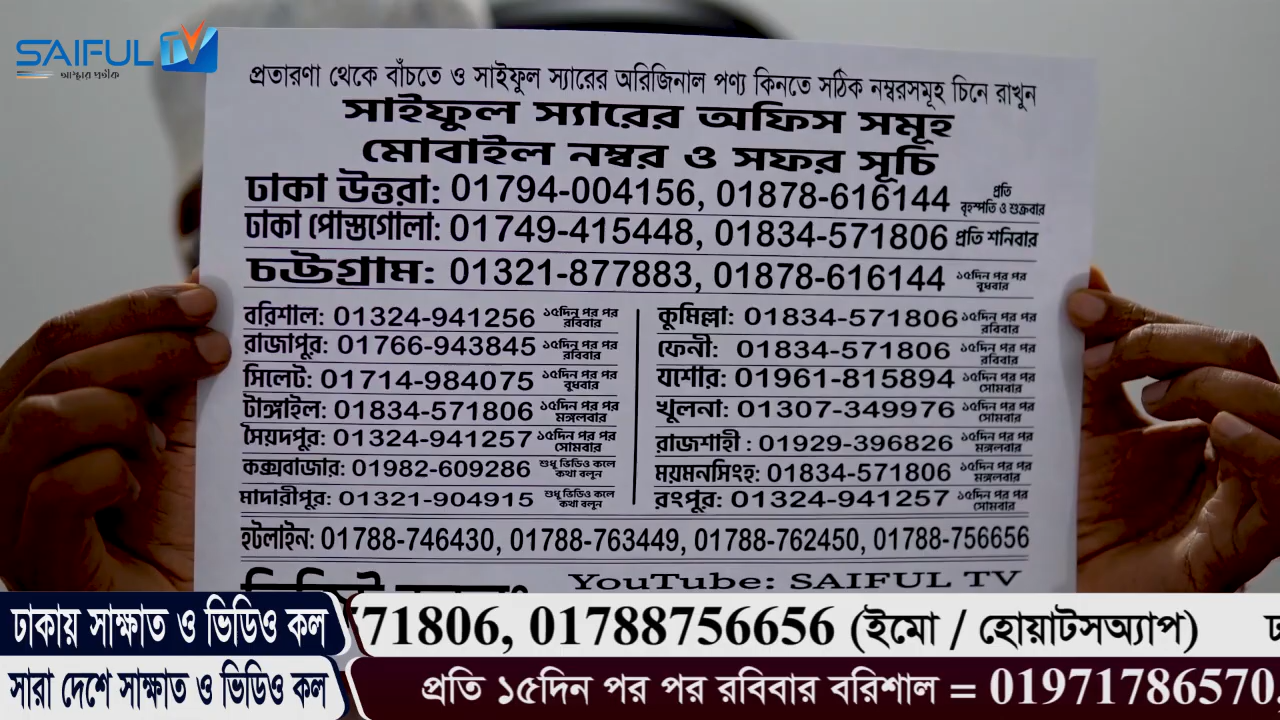 SAIFUL TV
আস্থার প্রতীক
প্রতারণা থেকে বাঁচতে ও সাইফুল স্যারের অরিজিনাল পণ্য কিনতে সঠিক নম্বরসমূহ চিনে রাখুন
সাইফুল স্যারের অফিস সমূহ
মোবাইল নম্বর ও সফর সূচি
ঢাকা উত্তরা: 01794-004156, 01878-616144 প্রতি বৃহস্পতি ও শুক্রবার
ঢাকা পোস্তগোলা: 01749-415448, 01834-571806 প্রতি শনিবার
চট্টগ্রাম: 01321-877883, 01878-616144 ১৫দিন পর পর বুধবার
বরিশাল: 01324-941256 ১৫দিন পর পর রবিবার
রাজাপুর: 01766-943845 ১৫দিন পর পর রবিবার
সিলেট: 01714-984075 ১৫দিন পর পর বুধবার
টাঙ্গাইল: 01834-571806 ১৫দিন পর পর মঙ্গলবার
সৈয়দপুর: 01324-941257 ১৫দিন পর পর সোমবার
কক্সবাজার: 01982-609286 শুধু ভিডিও কলে কথা বলুন
মাদারীপুর: 01321-904915 শুধু ভিডিও কলে কথা বলুন
কুমিল্লা: 01834-571806 ১৫দিন পর পর রবিবার
ফেনী: 01834-571806 ১৫দিন পর পর রবিবার
যশোর: 01961-815894 ১৫দিন পর পর সোমবার
খুলনা: 01307-349976 ১৫দিন পর পর সোমবার
রাজশাহী : 01929-396826 ১৫দিন পর পর মঙ্গলবার
ময়মনসিংহ: 01834-571806 ১৫দিন পর পর মঙ্গলবার
রংপুর: 01324-941257 ১৫দিন পর পর সোমবার
হটলাইন: 01788-746430, 01788-763449, 01788-762450, 01788-756656
YouTube: SAIFUL TV
ঢাকায় সাক্ষাত ও ভিডিও কল
71806, 01788756656 (ইমো / হোয়াটসঅ্যাপ)
সারা দেশে সাক্ষাত ও ভিডিও কল
প্রতি ১৫দিন পর পর রবিবার বরিশাল = 01971786570,